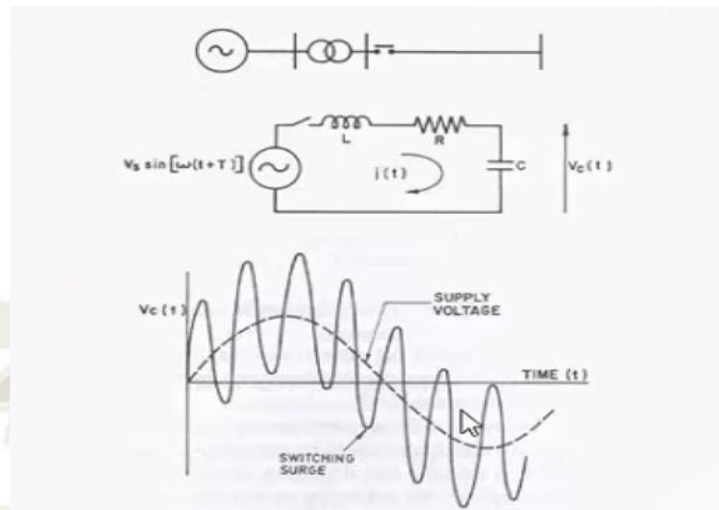 L
R
Vs sin[ω(t+T)]
i(t)
C
Vc(t)
Vc(t)
SUPPLY
VOLTAGE
TIME (t)
SWITCHING
SURGE